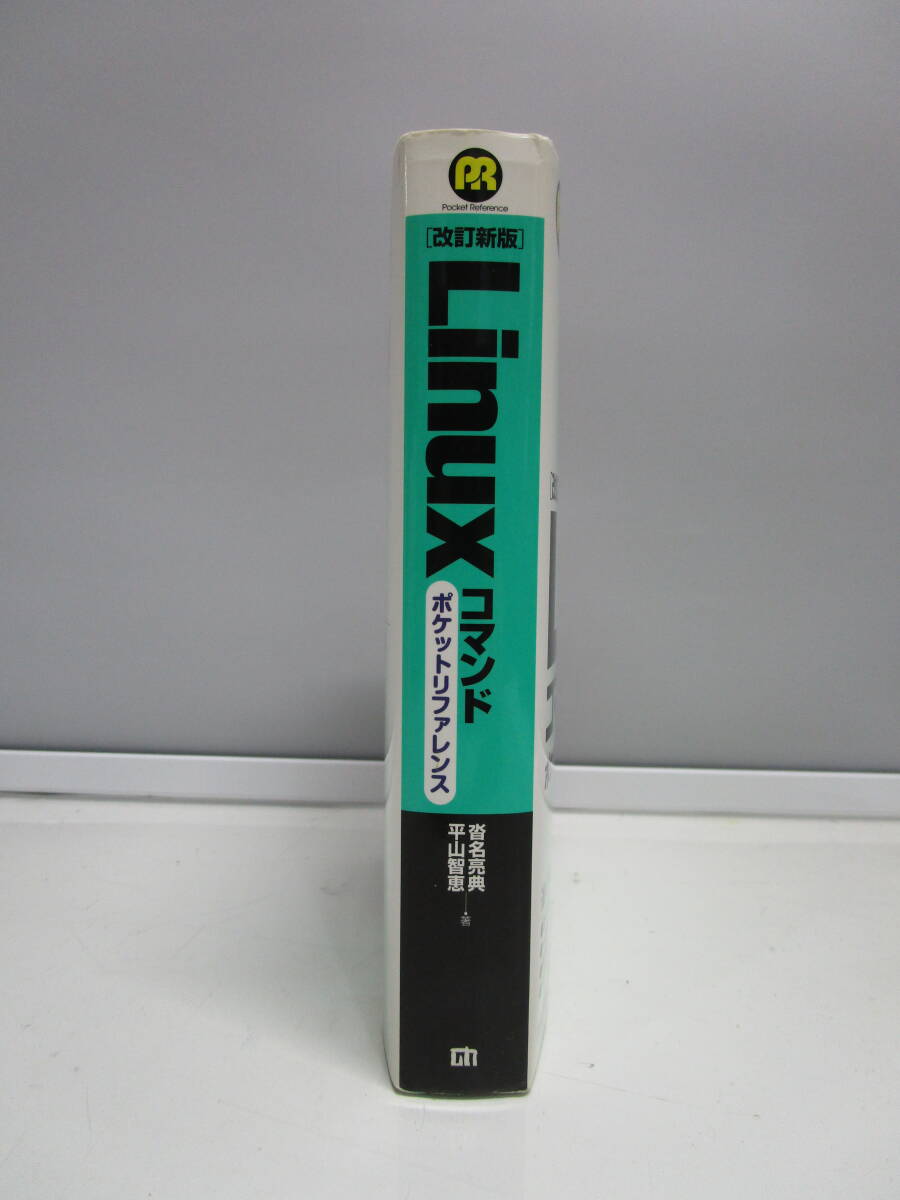 PR
Pocket Reference
［改訂新版］
Linux
コマンド
ポケットリファレンス
沓名亮典
平山智恵
著